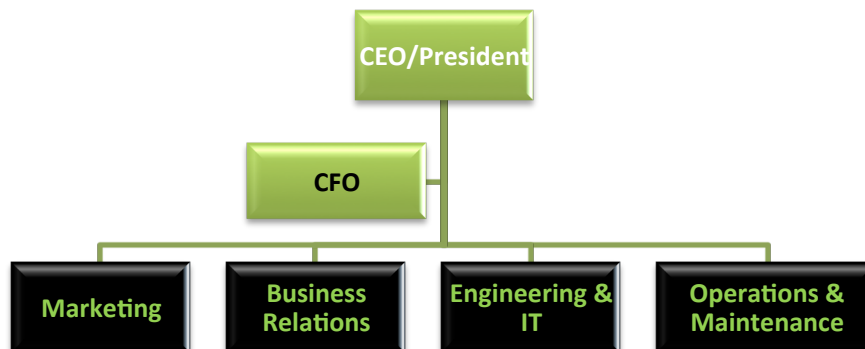 CEO/President
CFO
Marketing
Business
Relations
Engineering &
IT
Operations &
Maintenance